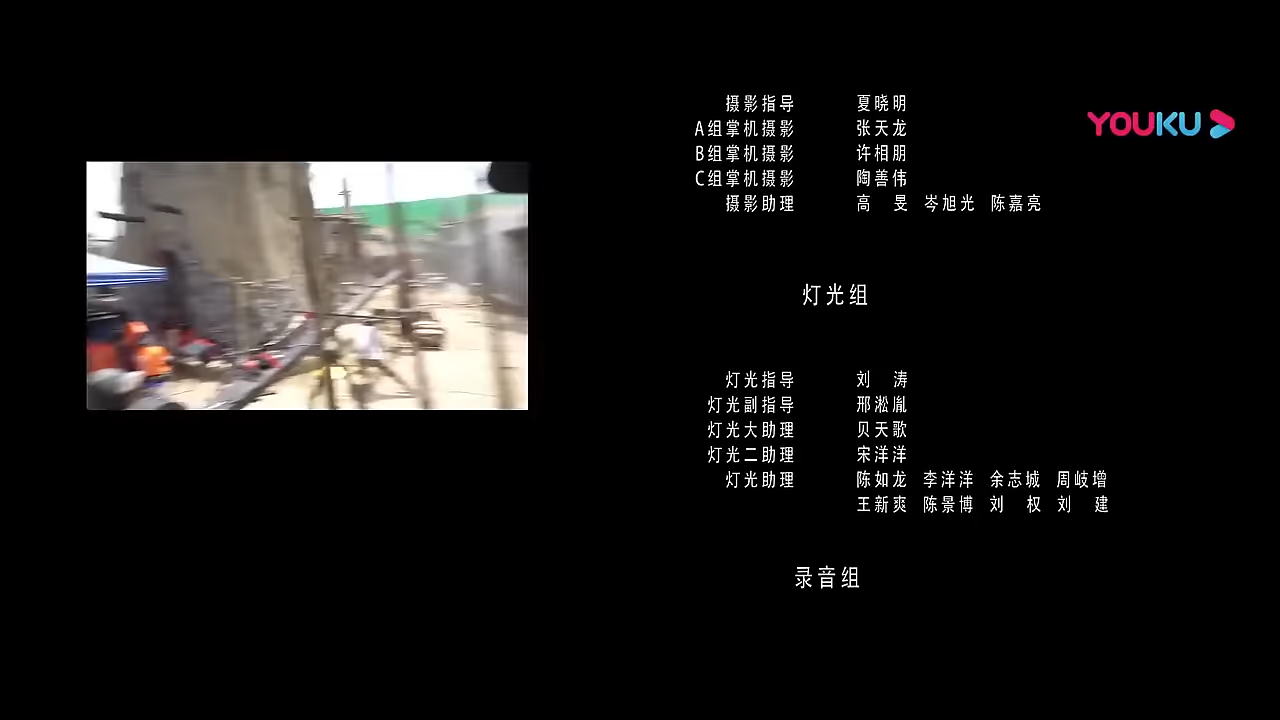 摄影指导 夏晓明
YOUKU
A组掌机摄影 张天龙
B组掌机摄影 许相朋
C组掌机摄影 陶善伟
摄影助理 高 旻 岑旭光 陈嘉亮
灯光组
灯光指导 刘 涛
灯光副指导 邢淞胤
灯光大助理 贝天歌
灯光二助理 宋洋洋
灯光助理 陈如龙 李洋洋 余志城 周岐增
王新爽 陈景博 刘 权 刘 建
录音组